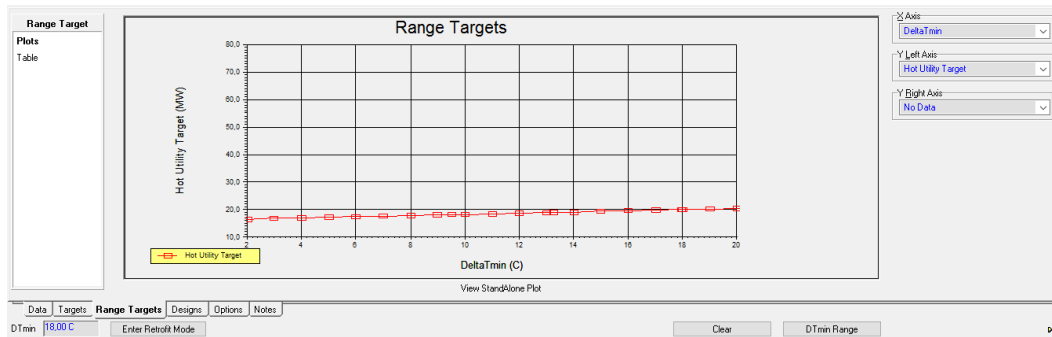 Range Target
Plots
Table
Range Targets
80,0
70,0
60,0
50,0
40,0
30,0
20,0
10,0
Hot Utility Target (MW)
2 4 6 8 10 12 14 16 18 20
DeltaTmin (C)
Hot Utility Target
View StandAlone Plot
X Axis
DeltaTmin
Y Left Axis
Hot Utility Target
Y Right Axis
No Data
Data Targets Range Targets Designs Options Notes
DTmin 18,00 C Enter Retrofit Mode Clear DTmin Range